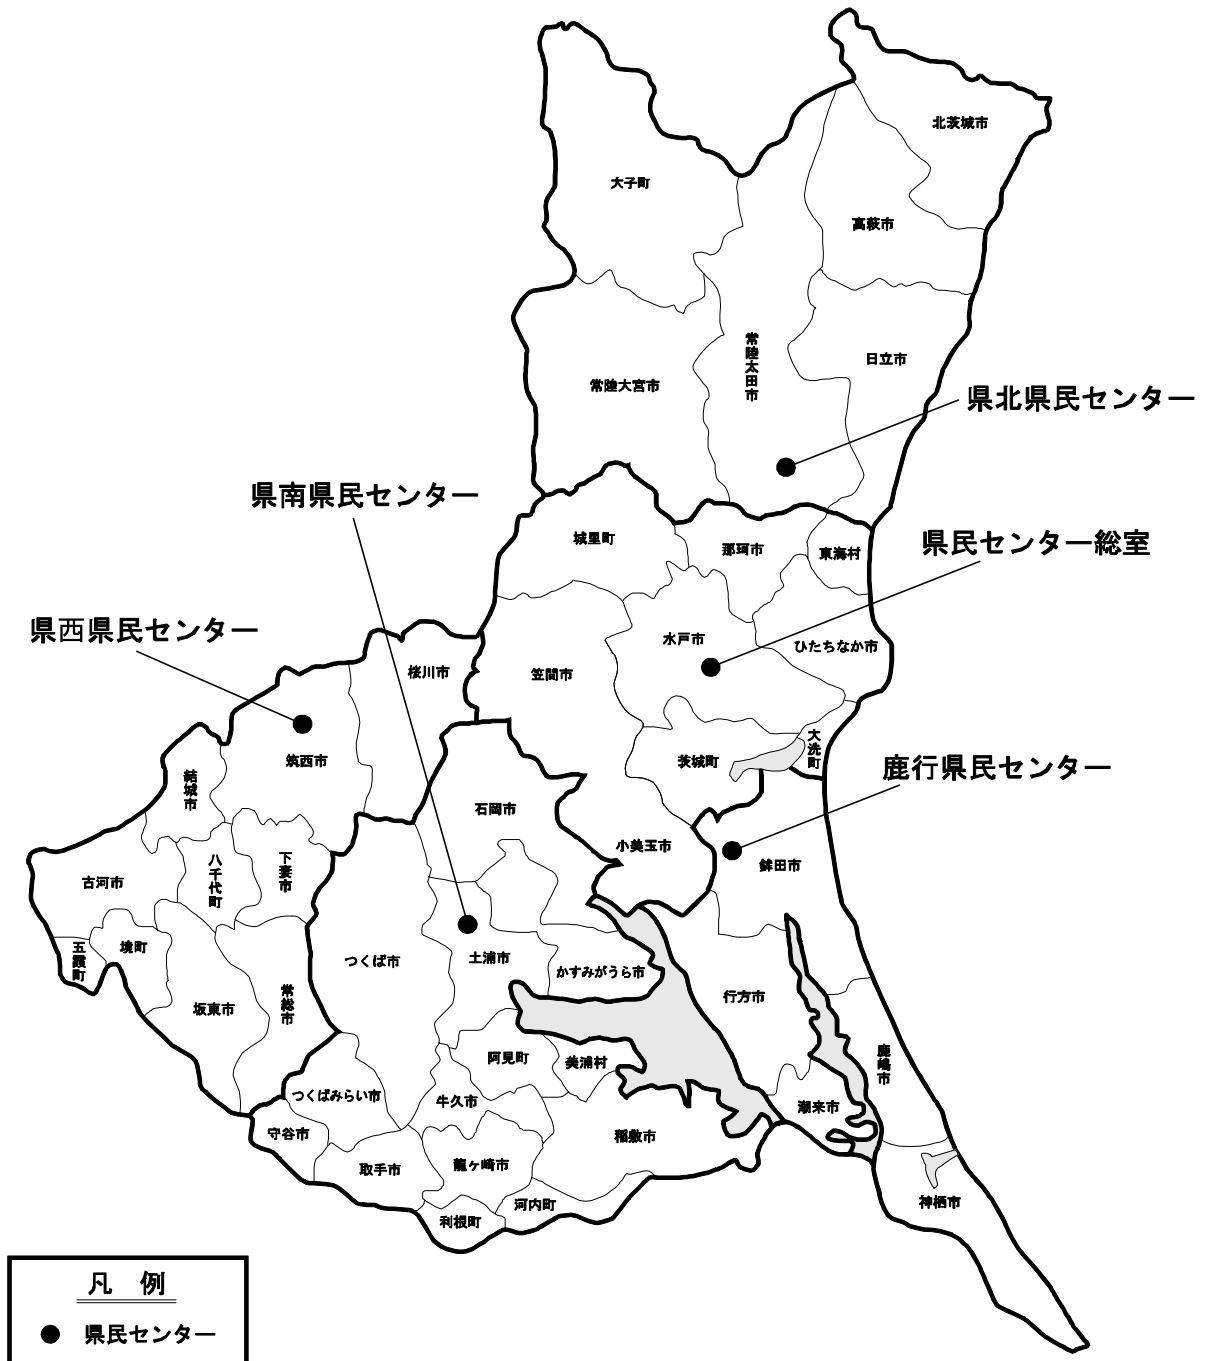 北茨城市
大子町
高萩市
常陸太田市
日立市
常陸大宮市
県北県民センター
県南県民センター
城里町
那珂市
東海村
県民センター総室
県西県民センター
水戸市
ひたちなか市
桜川市
笠間市
大洗町
筑西市
茨城町
鹿行県民センター
結城市
石岡市
小美玉市
鉾田市
八千代町
下妻市
古河市
五霞町
境町
つくば市
土浦市
かすみがうら市
行方市
坂東市
常総市
阿見町
美浦村
鹿嶋市
つくばみらい市
牛久市
潮来市
守谷市
稲敷市
取手市
龍ヶ崎市
神栖市
河内町
利根町
凡 例
● 県民センター